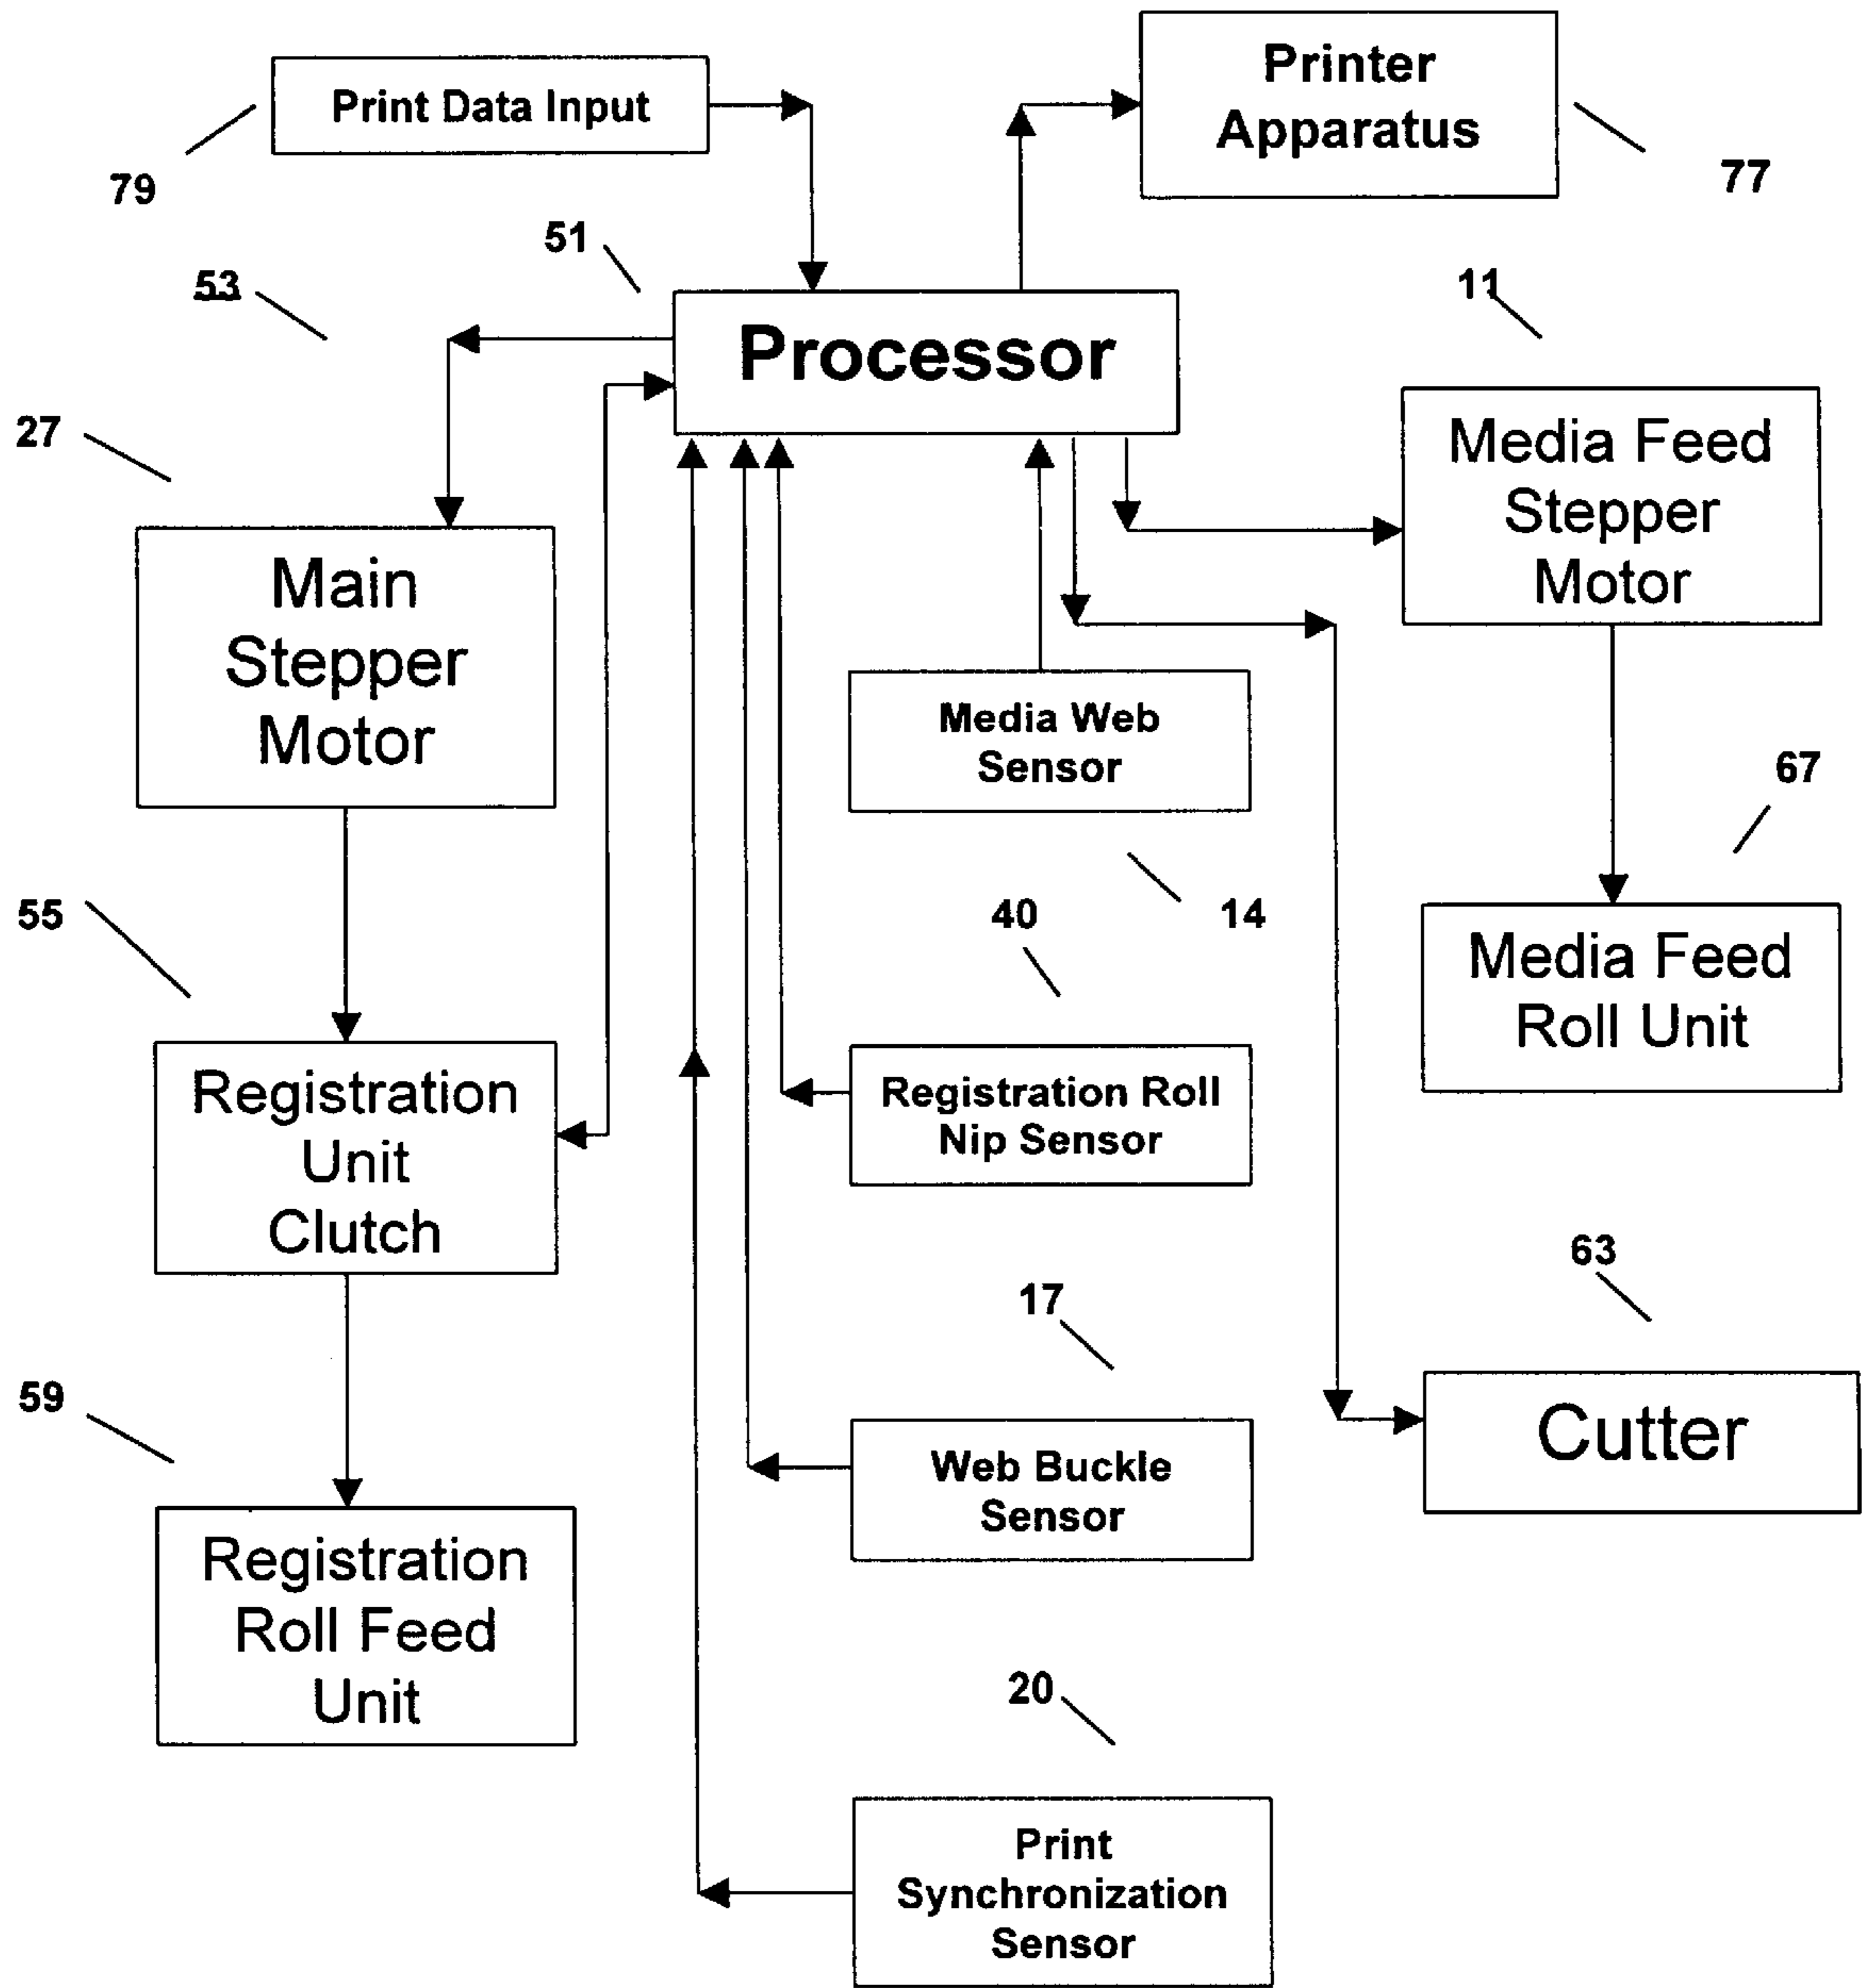 Print Data Input
79
Printer
Apparatus
77
51
53
Processor
11
27
Main
Stepper
Motor
Media Feed
Stepper
Motor
Media Web
Sensor
14
67
55
40
Media Feed
Roll Unit
Registration
Unit
Clutch
Registration Roll
Nip Sensor
63
17
59
Cutter
Web Buckle
Sensor
Registration
Roll Feed
Unit
20
Print
Synchronization
Sensor